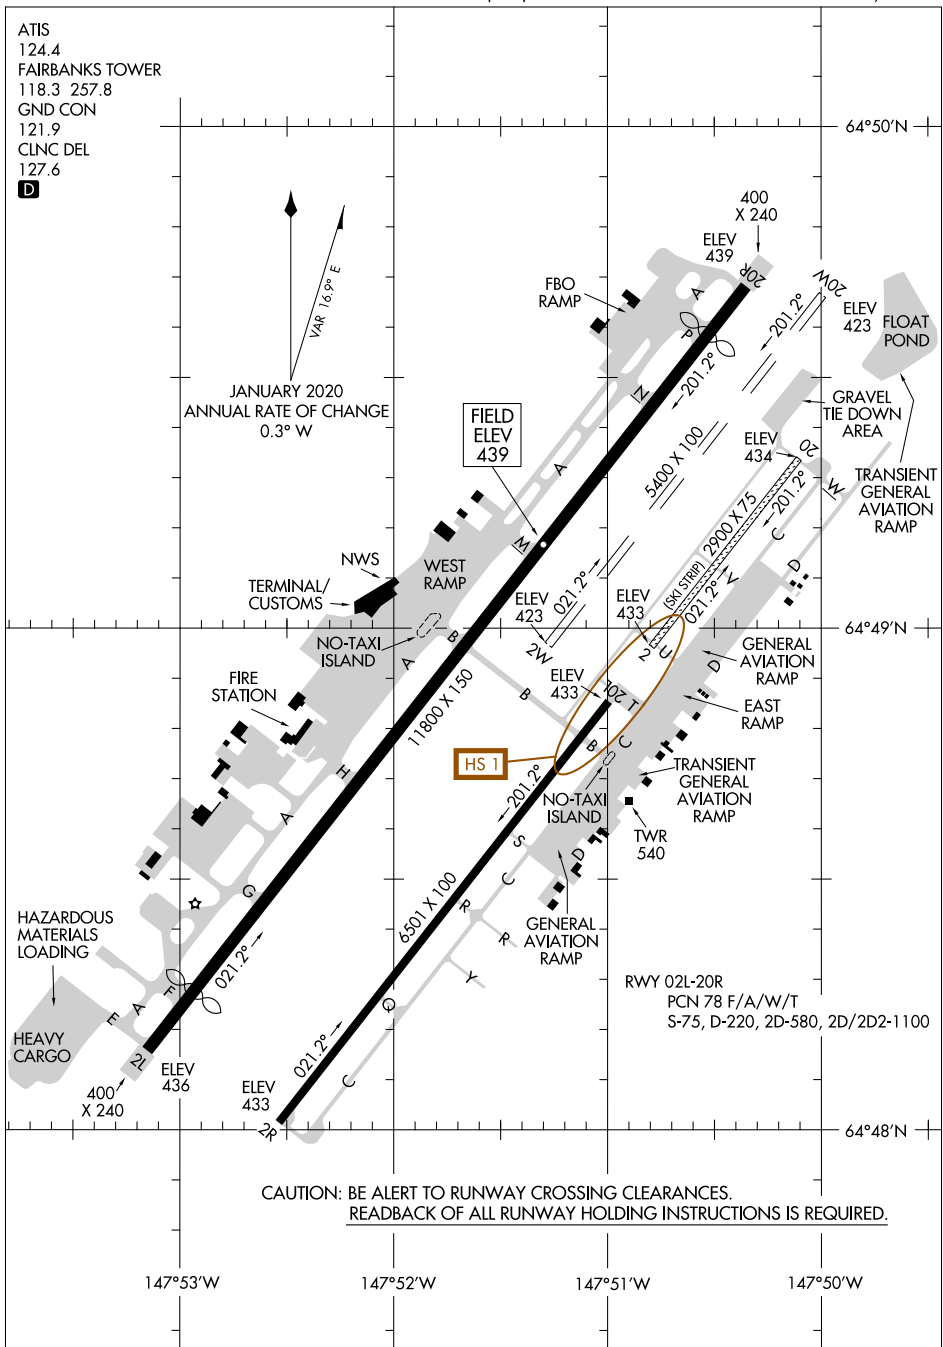 ATIS
124.4
FAIRBANKS TOWER
118.3 257.8
GND CON
121.9
CLNC DEL
127.6
D
64°50'N
VAR 16.9° E
JANUARY 2020
ANNUAL RATE OF CHANGE
0.3° W
400
X 240
ELEV
439
20R
FBO
RAMP
A
P
201.2°
20W
ELEV
423
201.2°
FLOAT
POND
N
GRAVEL
TIE DOWN
AREA
FIELD
ELEV
439
A
5400 X 100
ELEV
434
20
TRANSIENT
GENERAL
AVIATION
RAMP
W
201.2°
2900 X 75
(SKI STRIP)
C
D
M
WEST
RAMP
NWS
TERMINAL/
CUSTOMS
021.2°
021.2°
V
ELEV
423
2W
ELEV
433
2
U
64°49'N
NO-TAXI
ISLAND
B
A
B
GENERAL
AVIATION
RAMP
D
FIRE
STATION
ELEV
433
20L
T
EAST
RAMP
11800 X 150
B
C
HS 1
201.2°
NO-TAXI
ISLAND
TRANSIENT
GENERAL
AVIATION
RAMP
H
A
TWR
540
S
D
C
G
6501 X 100
R
R
GENERAL
AVIATION
RAMP
HAZARDOUS
MATERIALS
LOADING
021.2°
Y
RWY 02L-20R
PCN 78 F/A/W/T
S-75, D-220, 2D-580, 2D/2D2-1100
F
A
E
Q
HEAVY
CARGO
2L
ELEV
436
400
X 240
021.2°
C
ELEV
433
2R
64°48'N
CAUTION: BE ALERT TO RUNWAY CROSSING CLEARANCES.
READBACK OF ALL RUNWAY HOLDING INSTRUCTIONS IS REQUIRED.
147°53'W
147°52'W
147°51'W
147°50'W